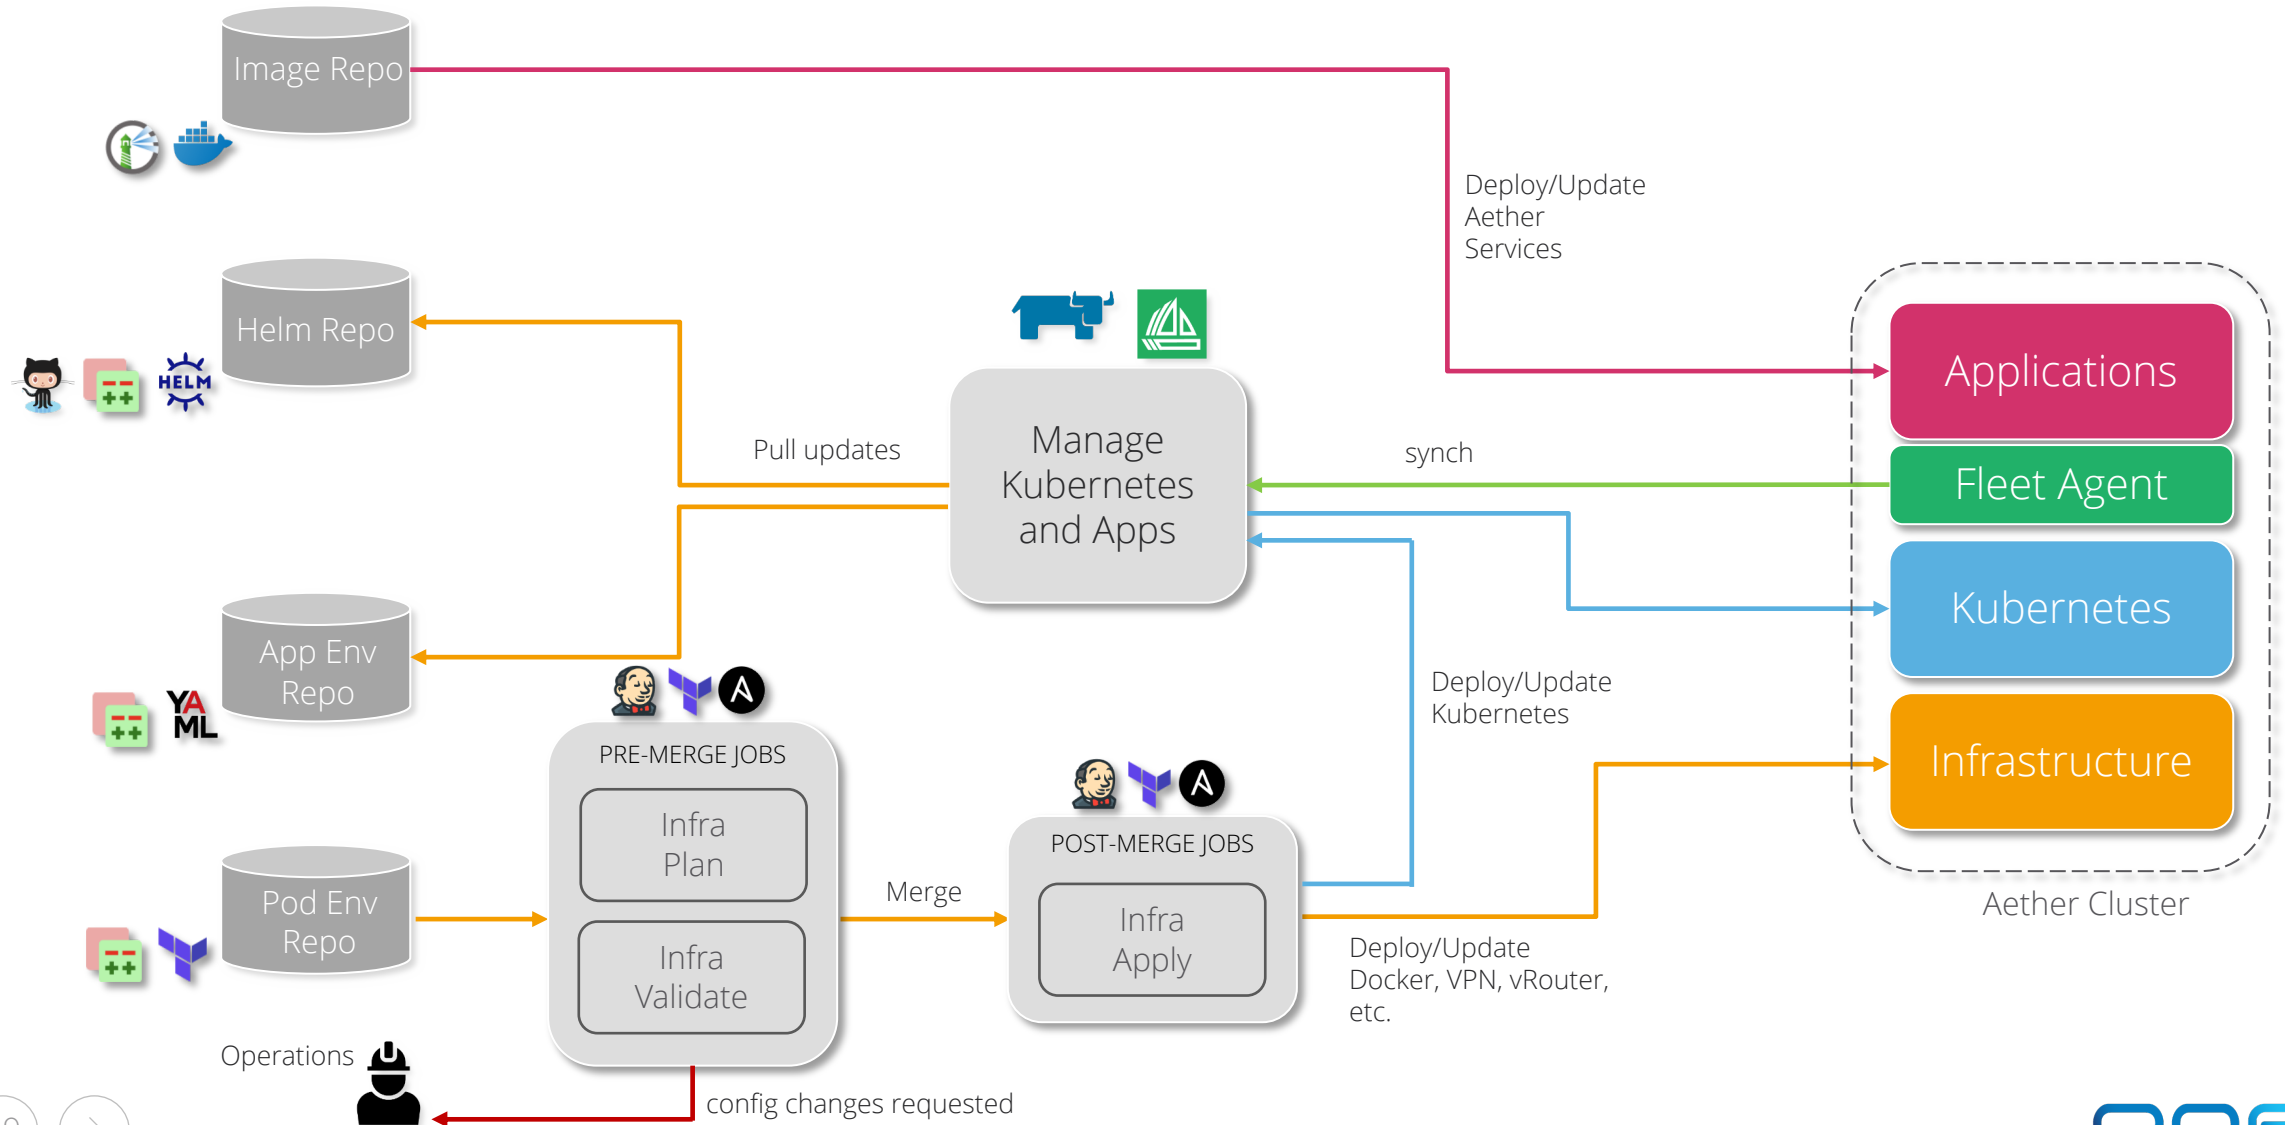 Image Repo
Deploy/Update
Aether
Services
Helm Repo
HELM
Applications
Manage
Kubernetes
and Apps
Pull updates
synch
Fleet Agent
Kubernetes
App Env
Repo
YA
ML
Deploy/Update
Kubernetes
Infrastructure
PRE-MERGE JOBS
Infra
Plan
POST-MERGE JOBS
Pod Env
Repo
Merge
Infra
Apply
Aether Cluster
Infra
Validate
Deploy/Update
Docker, VPN, vRouter,
etc.
Operations
config changes requested